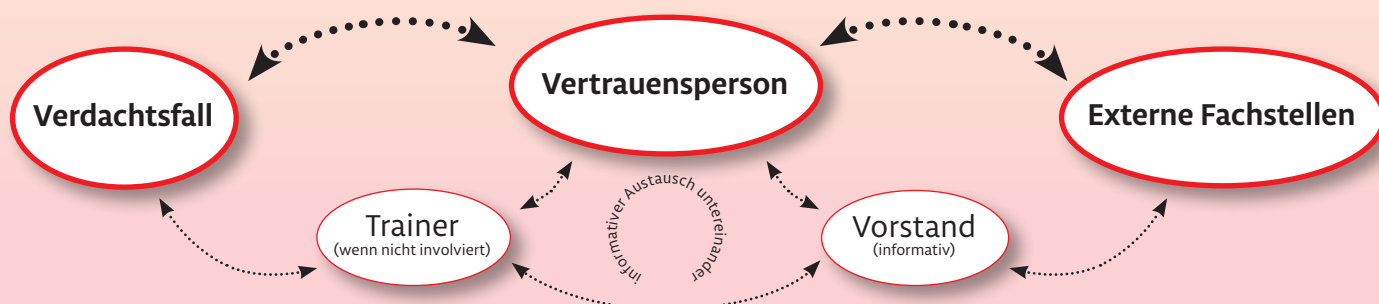 Vertrauensperson
Verdachtsfall
Externe Fachstellen
informativer Austausch untereinander
Trainer
(wenn nicht involviert)
Vorstand
(informativ)